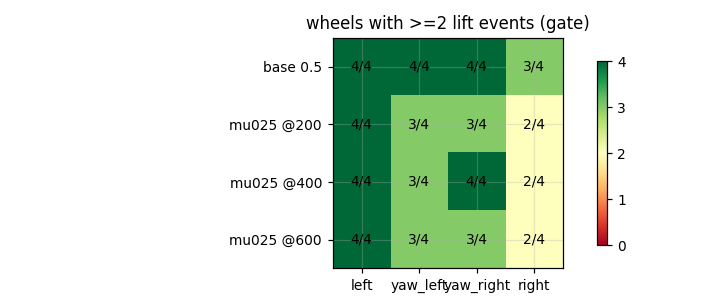 wheels with >=2 lift events (gate)
base 0.5 4/4 4/4 4/4 3/4
mu025 @200 4/4 3/4 3/4 2/4
mu025 @400 4/4 3/4 4/4 2/4
mu025 @600 4/4 3/4 3/4 2/4
left yaw_left yaw_right right
4
3
2
1
0